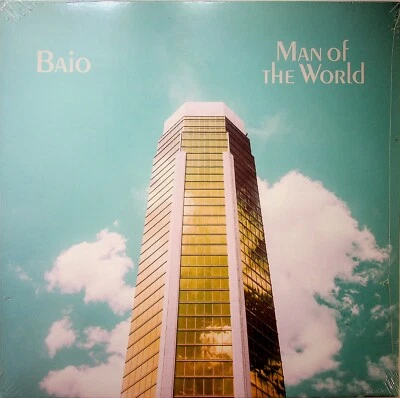 Baio
Man of
the World